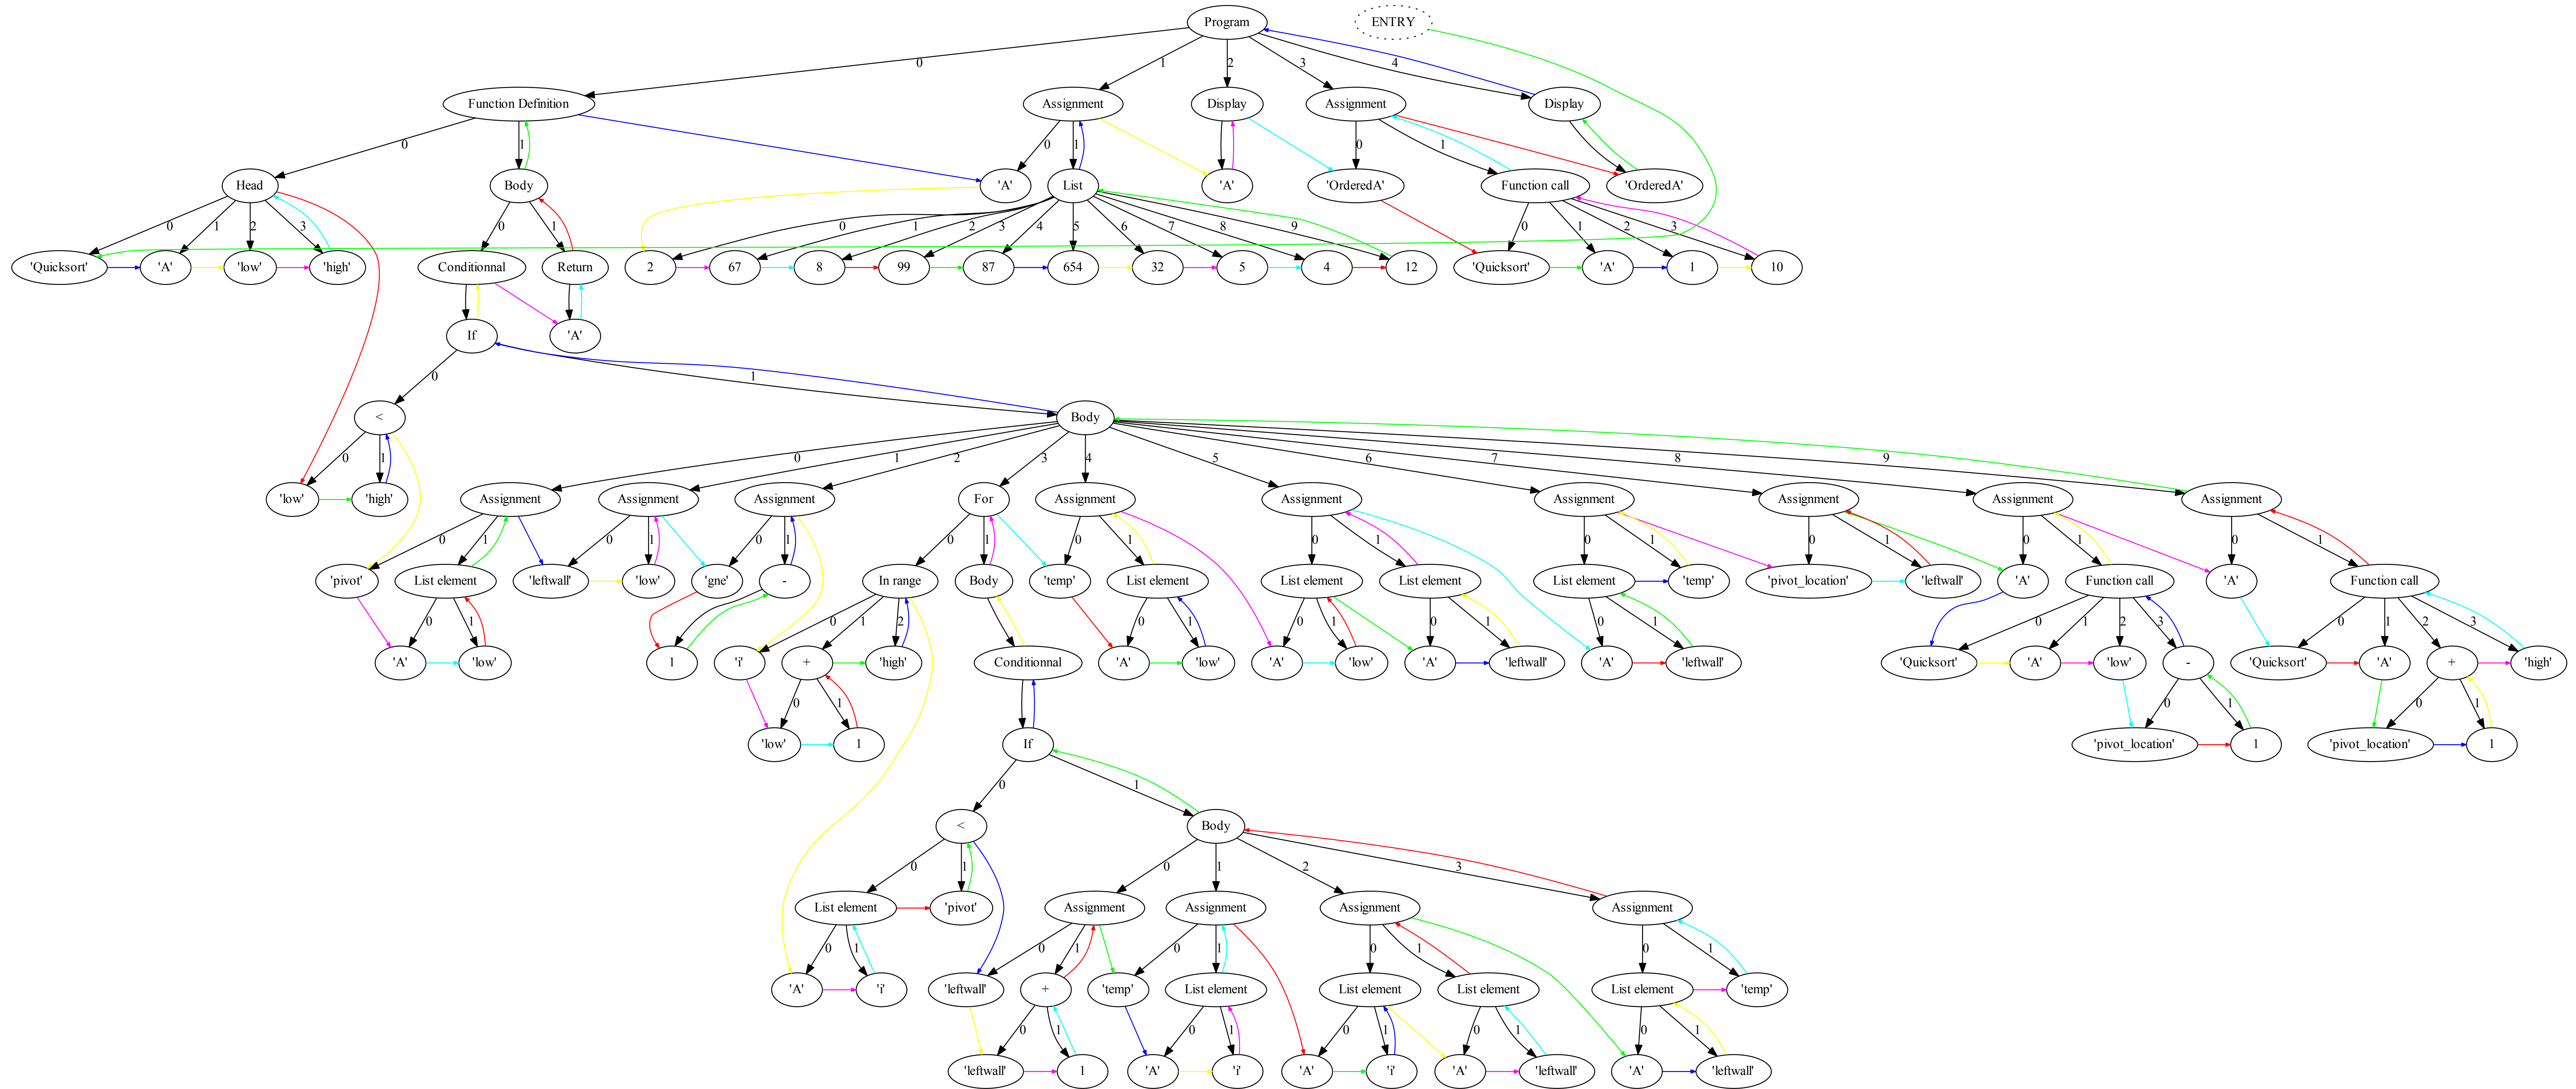 Program ENTRY
0 1 2 3 4
Function Definition Assignment Display Assignment Display
0 1 0 1 0 1
Head Body 'A' List 'A' 'OrderedA' Function call 'OrderedA'
0 1 2 3 0 1 0 1 2 3 4 5 6 7 8 9 0 1 2 3
'Quicksort' 'A' 'low' 'high' Conditionnal Return 2 67 8 99 87 654 32 5 4 12 'Quicksort' 'A' 1 10
If 'A'
0 1
< Body
0 1 0 1 2 3 4 5 6 7 8 9
'low' 'high' Assignment Assignment Assignment For Assignment Assignment Assignment Assignment Assignment Assignment
0 1 0 1 0 1 0 1 0 1 0 1 0 1 0 1 0 1 0 1
'pivot' List element 'leftwall' 'low' 'gne' - In range Body 'temp' List element List element List element List element 'temp' 'pivot_location' 'leftwall' 'A' Function call 'A' Function call
0 1 0 1 2 0 1 0 1 0 1 0 1 0 1 2 3 0 1 2 3
'A' 'low' 1 'i' + 'high' Conditionnal 'A' 'low' 'A' 'low' 'A' 'leftwall' 'A' 'leftwall' 'Quicksort' 'A' 'low' - 'Quicksort' 'A' + 'high'
0 1 0 1 0 1
'low' 1 If 'pivot_location' 1 'pivot_location' 1
0 1
< Body
0 1 0 1 2 3
List element 'pivot' Assignment Assignment Assignment Assignment
0 1 0 1 0 1 0 1 0 1
'A' 'i' 'leftwall' + 'temp' List element List element List element List element 'temp'
0 1 0 1 0 1 0 1 0 1
'leftwall' 1 'A' 'i' 'A' 'i' 'A' 'leftwall' 'A' 'leftwall'